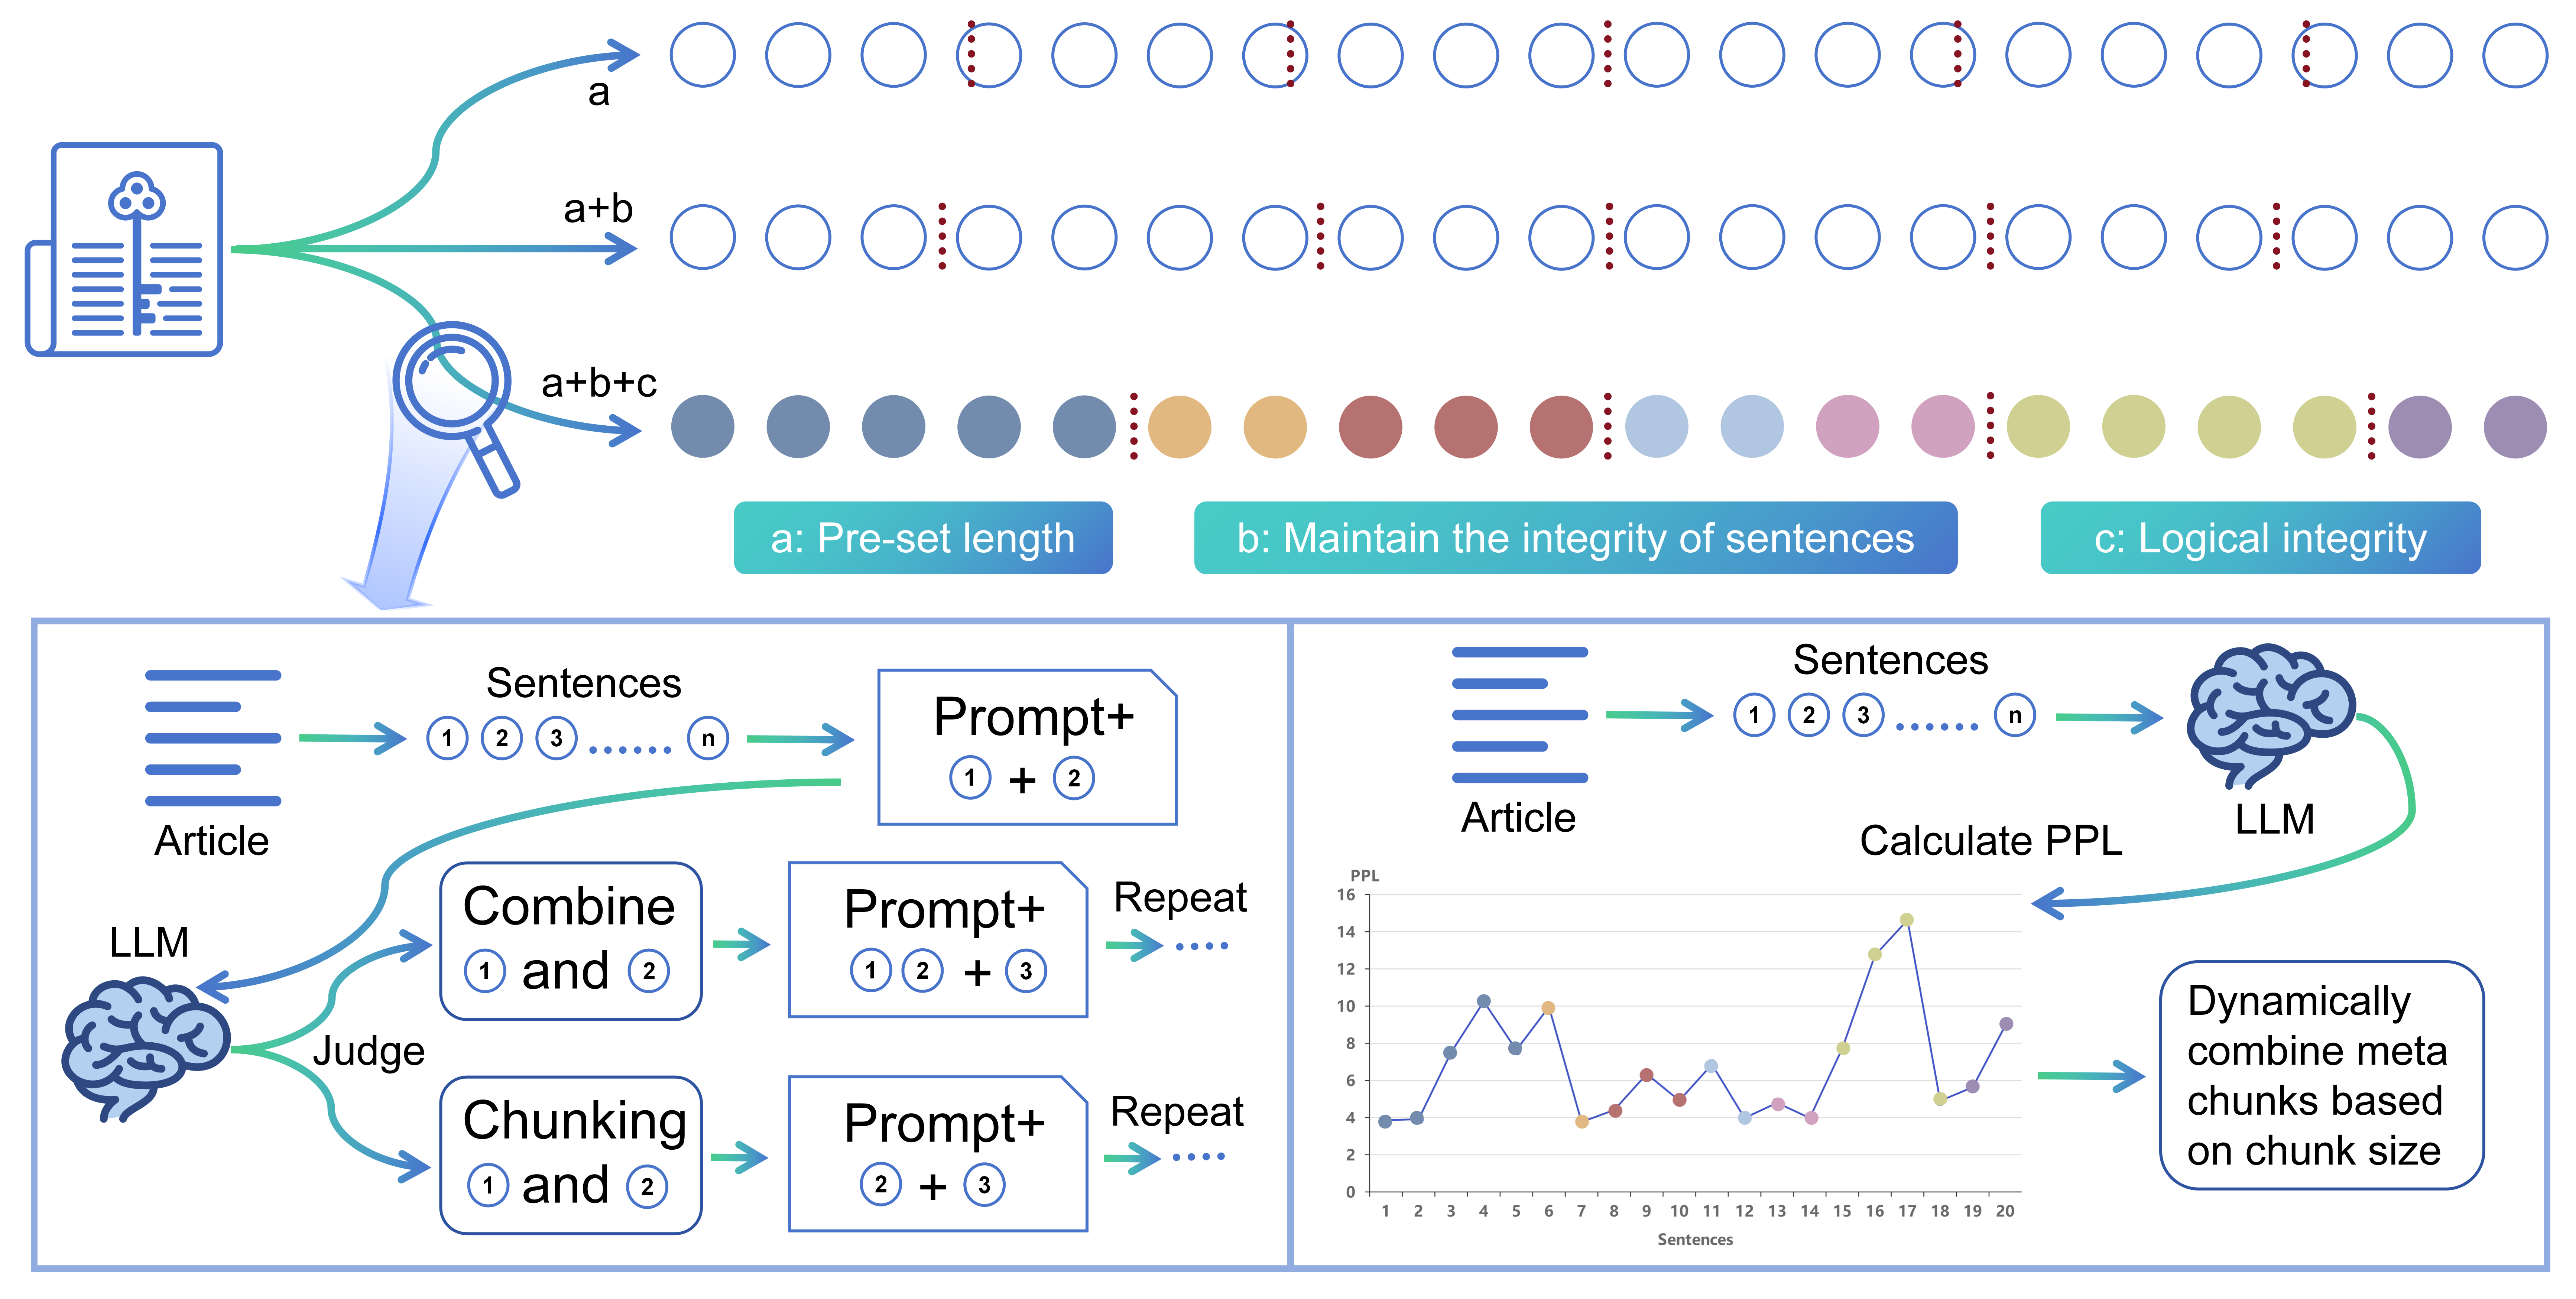 a
a+b
a+b+c
a: Pre-set length
b: Maintain the integrity of sentences
c: Logical integrity
Sentences
1 2 3 ...... n
Article
Prompt+
1 + 2
LLM
Judge
Combine
1 and 2
Prompt+
1 2 + 3
Repeat
....
Chunking
1 and 2
Prompt+
2 + 3
Repeat
....
Sentences
1 2 3 ...... n
Article
LLM
Calculate PPL
PPL
16
14
12
10
8
6
4
2
0
1 2 3 4 5 6 7 8 9 10 11 12 13 14 15 16 17 18 19 20
Sentences
Dynamically
combine meta
chunks based
on chunk size